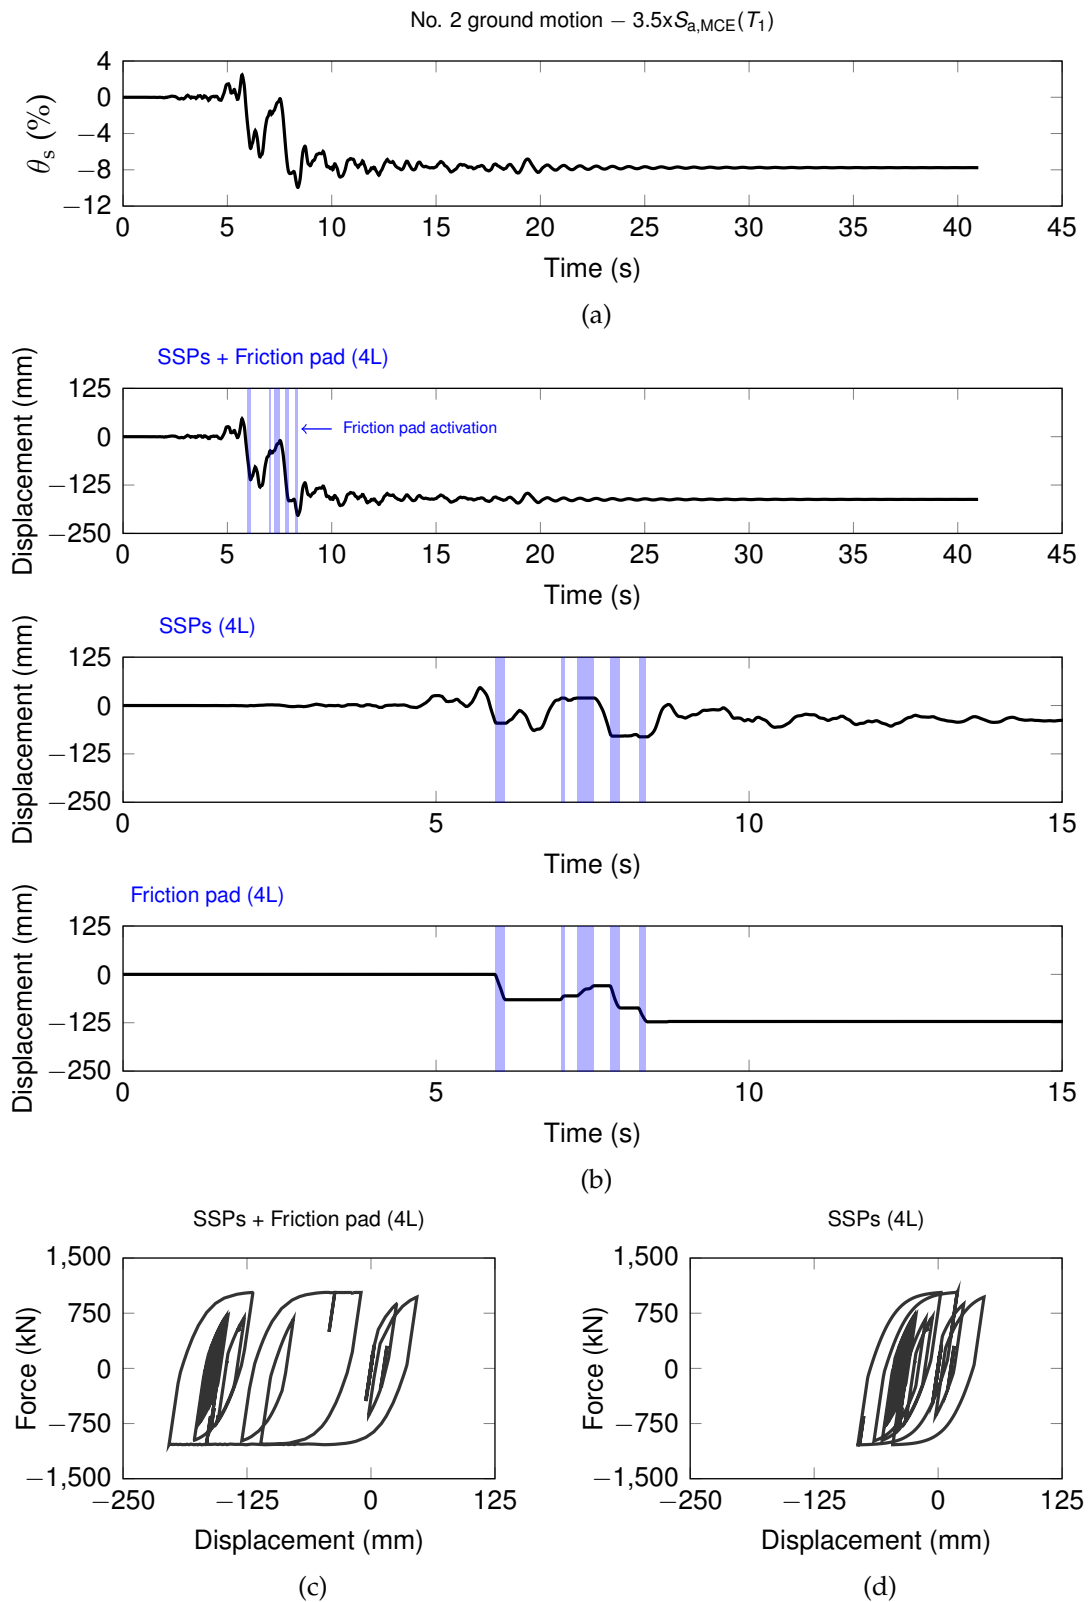 No. 2 ground motion − 3.5xSa,MCE(T1)
4
0
−4
−8
−12
θs (%)
0 5 10 15 20 25 30 35 40 45
Time (s)
(a)
SSPs + Friction pad (4L)
125
0
−125
−250
Displacement (mm)
Friction pad activation
0 5 10 15 20 25 30 35 40 45
Time (s)
SSPs (4L)
125
0
−125
−250
Displacement (mm)
0 5 10 15
Time (s)
Friction pad (4L)
125
0
−125
−250
Displacement (mm)
0 5 10 15
Time (s)
(b)
SSPs + Friction pad (4L)
1,500
750
0
−750
−1,500
Force (kN)
−250 −125 0 125
Displacement (mm)
(c)
SSPs (4L)
1,500
750
0
−750
−1,500
Force (kN)
−250 −125 0 125
Displacement (mm)
(d)